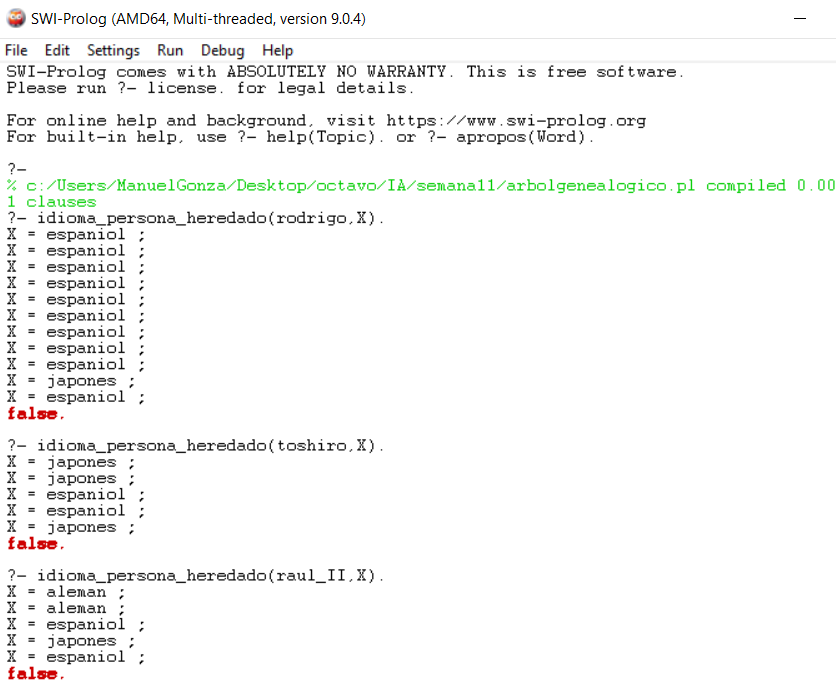 SWI-Prolog (AMD64, Multi-threaded, version 9.0.4)
File Edit Settings Run Debug Help
SWI-Prolog comes with ABSOLUTELY NO WARRANTY. This is free software.
Please run ?- license. for legal details.
For online help and background, visit https://www.swi-prolog.org
For built-in help, use ?- help(Topic). or ?- apropos(Word).
?-
% c:/Users/ManuelGonza/Desktop/octavo/IA/semana11/arbolgenealogico.pl compiled 0.00
1 clauses
?- idioma_persona_heredado(rodrigo,X).
X = espaniol ;
X = espaniol ;
X = espaniol ;
X = espaniol ;
X = espaniol ;
X = espaniol ;
X = espaniol ;
X = espaniol ;
X = espaniol ;
X = japones ;
X = espaniol ;
false.
?- idioma_persona_heredado(toshiro,X).
X = japones ;
X = japones ;
X = espaniol ;
X = espaniol ;
X = japones ;
false.
?- idioma_persona_heredado(raul_II,X).
X = aleman ;
X = aleman ;
X = espaniol ;
X = japones ;
X = espaniol ;
false.